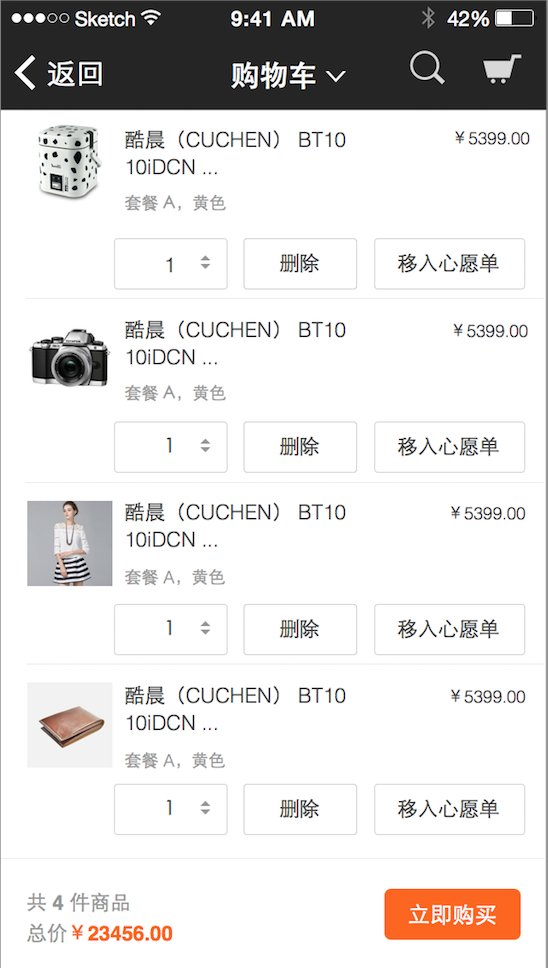 Sketch 9:41 AM 42%
返回 购物车
酷晨（CUCHEN） BT10 ￥5399.00
10iDCN ...
套餐 A，黄色
1 删除 移入心愿单
酷晨（CUCHEN） BT10 ￥5399.00
10iDCN ...
套餐 A，黄色
1 删除 移入心愿单
酷晨（CUCHEN） BT10 ￥5399.00
10iDCN ...
套餐 A，黄色
1 删除 移入心愿单
酷晨（CUCHEN） BT10 ￥5399.00
10iDCN ...
套餐 A，黄色
1 删除 移入心愿单
共 4 件商品
总价￥23456.00
立即购买